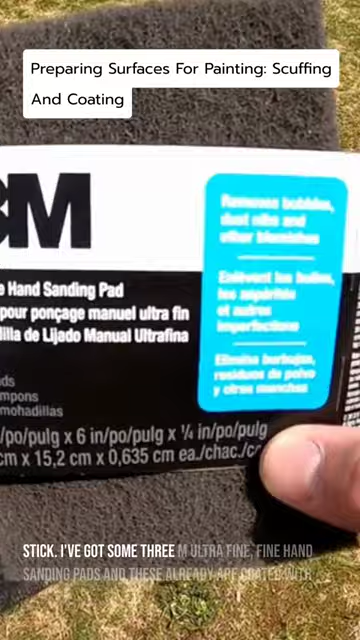 Preparing Surfaces For Painting: Scuffing
And Coating
3M
Removes bubbles,
dust nibs and
other blemishes
e Hand Sanding Pad
pour ponçage manuel ultra fin
dilla de Lijado Manual Ultrafina
Enlèvent les bulles,
les aspérités
et autres
imperfections
Elimina burbujas,
residuos de polvo
y otras manchas
ads
mpons
mohadillas
/po/pulg x 6 in/po/pulg x ¼ in/po/pulg
cm x 15,2 cm x 0,635 cm ea./chac./c
STICK. I'VE GOT SOME THREE M ULTRA FINE, FINE HAND
SANDING PADS AND THESE ALREADY ARE COATED WITH